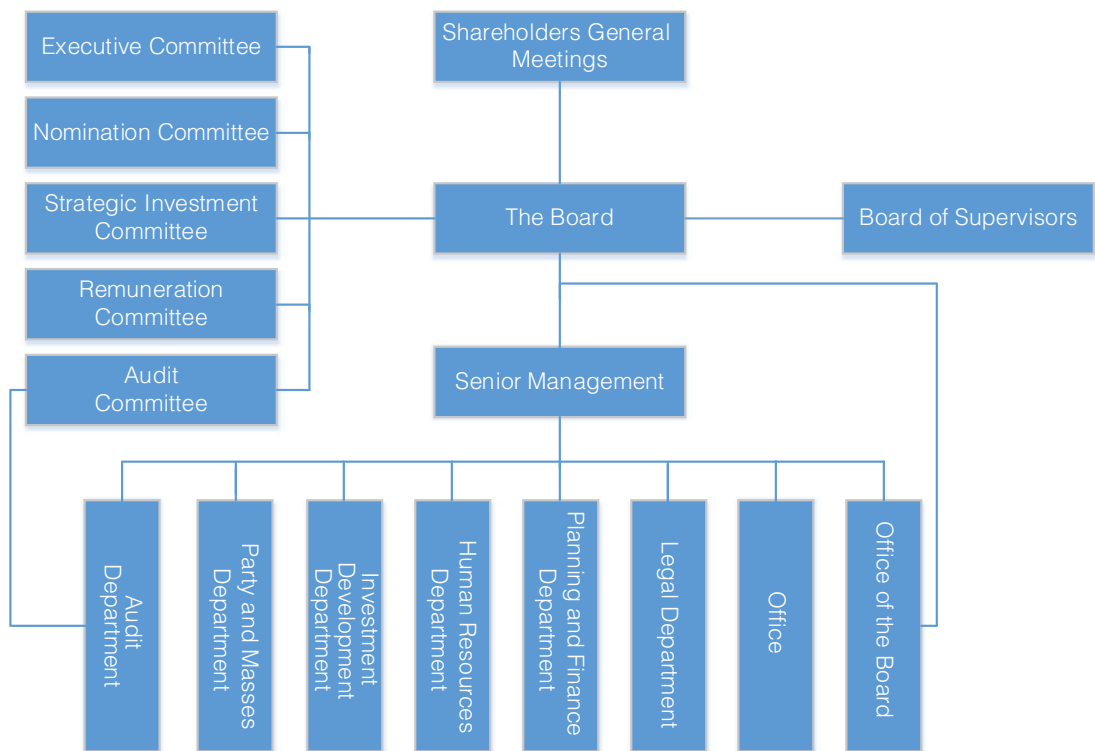 Executive Committee
Shareholders General
Meetings
Nomination Committee
Strategic Investment
Committee
The Board
Board of Supervisors
Remuneration
Committee
Audit
Committee
Senior Management
Audit
Department
Party and Masses
Department
Investment
Development
Department
Human Resources
Department
Planning and Finance
Department
Legal Department
Office
Office of the Board